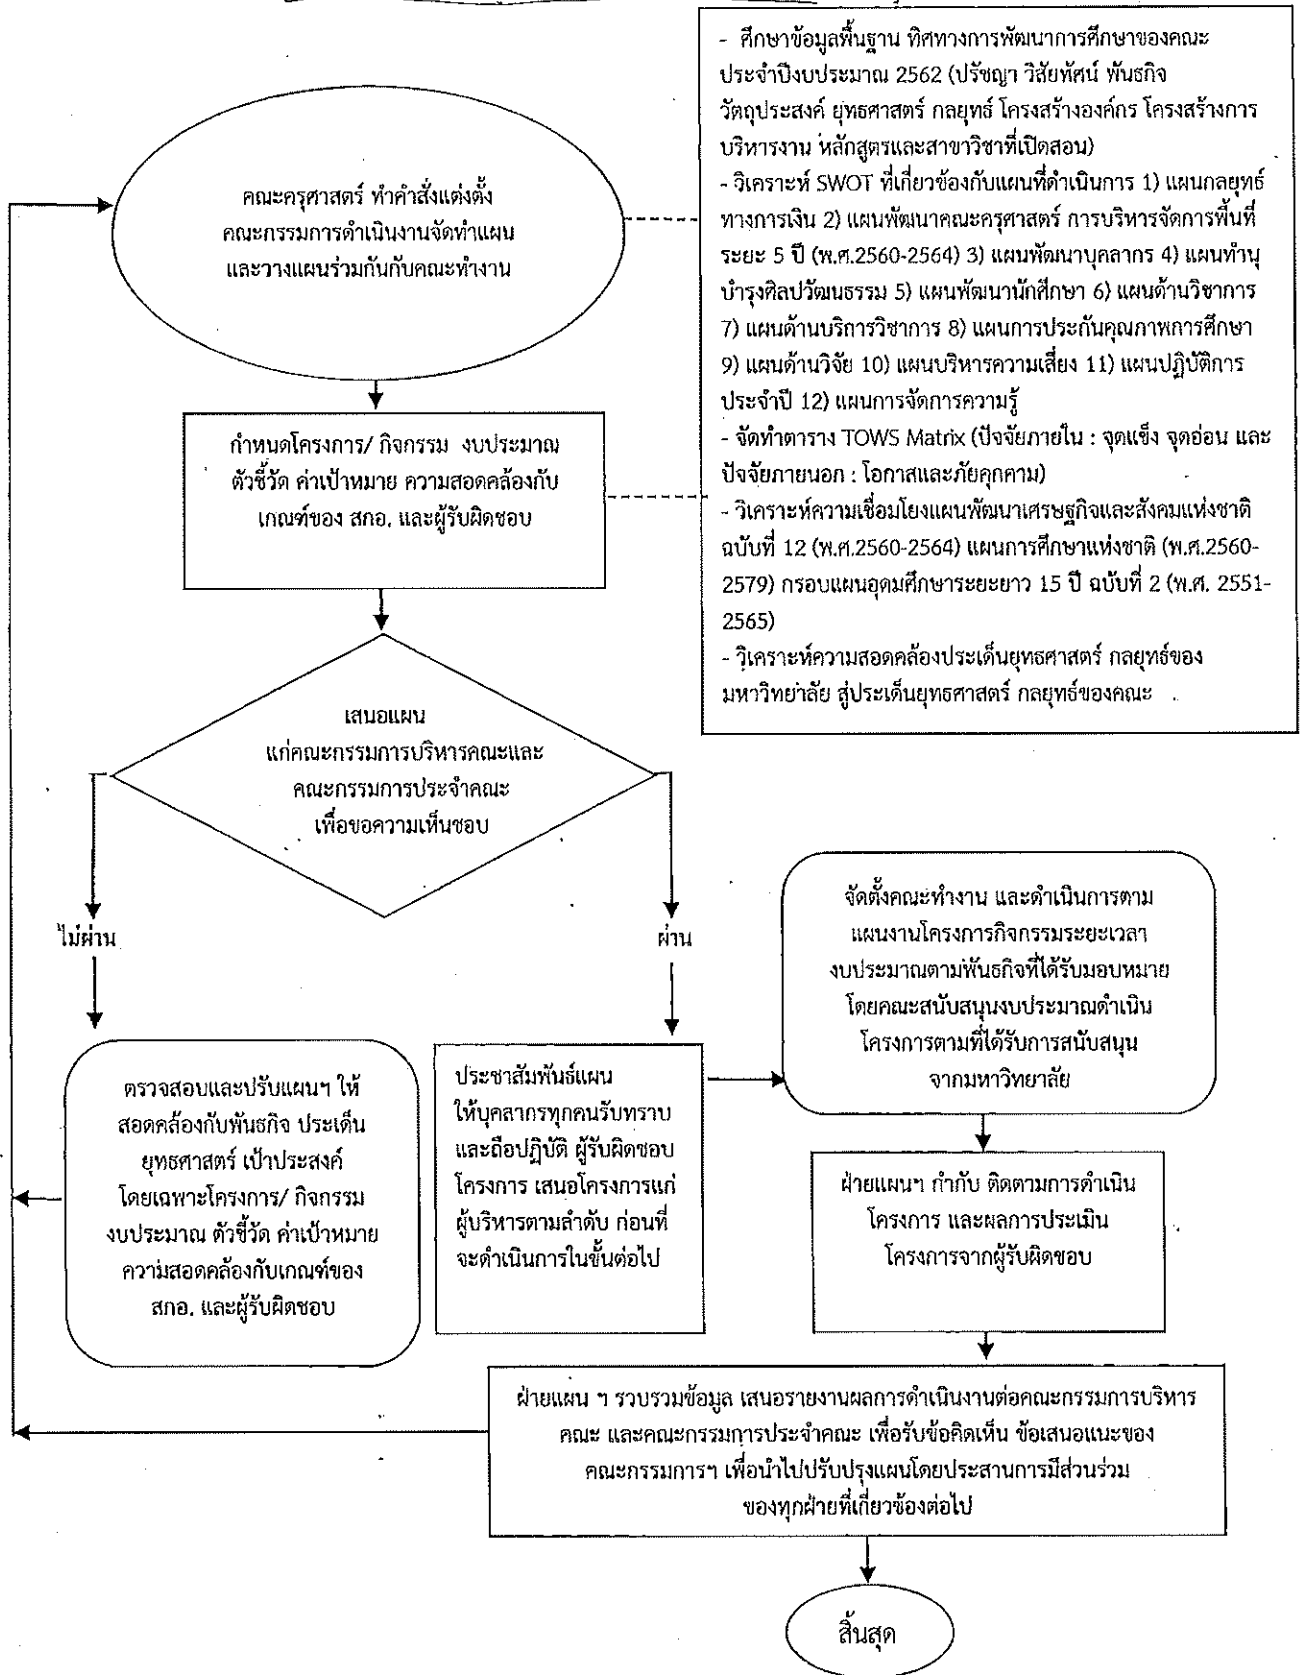 - ศึกษาข้อมูลพื้นฐาน ทิศทางการพัฒนาการศึกษาของคณะ
ประจำปีงบประมาณ 2562 (ปรัชญา วิสัยทัศน์ พันธกิจ
วัตถุประสงค์ ยุทธศาสตร์ กลยุทธ์ โครงสร้างองค์กร โครงสร้างการ
บริหารงาน หลักสูตรและสาขาวิชาที่เปิดสอน)
- วิเคราะห์ SWOT ที่เกี่ยวข้องกับแผนที่ดำเนินการ 1) แผนกลยุทธ์
ทางการเงิน 2) แผนพัฒนาคณะครุศาสตร์ การบริหารจัดการพื้นที่
ระยะ 5 ปี (พ.ศ.2560-2564) 3) แผนพัฒนาบุคลากร 4) แผนทำนุ
บำรุงศิลปวัฒนธรรม 5) แผนพัฒนานักศึกษา 6) แผนด้านวิชาการ
7) แผนด้านบริการวิชาการ 8) แผนการประกันคุณภาพการศึกษา
9) แผนด้านวิจัย 10) แผนบริหารความเสี่ยง 11) แผนปฏิบัติการ
ประจำปี 12) แผนการจัดการความรู้
- จัดทำตาราง TOWS Matrix (ปัจจัยภายใน : จุดแข็ง จุดอ่อน และ
ปัจจัยภายนอก : โอกาสและภัยคุกคาม)
- วิเคราะห์ความเชื่อมโยงแผนพัฒนาเศรษฐกิจและสังคมแห่งชาติ
ฉบับที่ 12 (พ.ศ.2560-2564) แผนการศึกษาแห่งชาติ (พ.ศ.2560-
2579) กรอบแผนอุดมศึกษาระยะยาว 15 ปี ฉบับที่ 2 (พ.ศ. 2551-
2565)
- วิเคราะห์ความสอดคล้องประเด็นยุทธศาสตร์ กลยุทธ์ของ
มหาวิทยาลัย สู่ประเด็นยุทธศาสตร์ กลยุทธ์ของคณะ
คณะครุศาสตร์ ทำคำสั่งแต่งตั้ง
คณะกรรมการดำเนินงานจัดทำแผน
และวางแผนร่วมกันกับคณะทำงาน
กำหนดโครงการ/ กิจกรรม งบประมาณ
ตัวชี้วัด ค่าเป้าหมาย ความสอดคล้องกับ
เกณฑ์ของ สกอ. และผู้รับผิดชอบ
เสนอแผน
แก่คณะกรรมการบริหารคณะและ
คณะกรรมการประจำคณะ
เพื่อขอความเห็นชอบ
ไม่ผ่าน
ผ่าน
ตรวจสอบและปรับแผนฯ ให้
สอดคล้องกับพันธกิจ ประเด็น
ยุทธศาสตร์ เป้าประสงค์
โดยเฉพาะโครงการ/ กิจกรรม
งบประมาณ ตัวชี้วัด ค่าเป้าหมาย
ความสอดคล้องกับเกณฑ์ของ
สกอ. และผู้รับผิดชอบ
ประชาสัมพันธ์แผน
ให้บุคลากรทุกคนรับทราบ
และถือปฏิบัติ ผู้รับผิดชอบ
โครงการ เสนอโครงการแก่
ผู้บริหารตามลำดับ ก่อนที่
จะดำเนินการในขั้นต่อไป
จัดตั้งคณะทำงาน และดำเนินการตาม
แผนงานโครงการกิจกรรมระยะเวลา
งบประมาณตามพันธกิจที่ได้รับมอบหมาย
โดยคณะสนับสนุนงบประมาณดำเนิน
โครงการตามที่ได้รับการสนับสนุน
จากมหาวิทยาลัย
ฝ่ายแผนฯ กำกับ ติดตามการดำเนิน
โครงการ และผลการประเมิน
โครงการจากผู้รับผิดชอบ
ฝ่ายแผน ฯ รวบรวมข้อมูล เสนอรายงานผลการดำเนินงานต่อคณะกรรมการบริหาร
คณะ และคณะกรรมการประจำคณะ เพื่อรับข้อคิดเห็น ข้อเสนอแนะของ
คณะกรรมการฯ เพื่อนำไปปรับปรุงแผนโดยประสานการมีส่วนร่วม
ของทุกฝ่ายที่เกี่ยวข้องต่อไป
สิ้นสุด